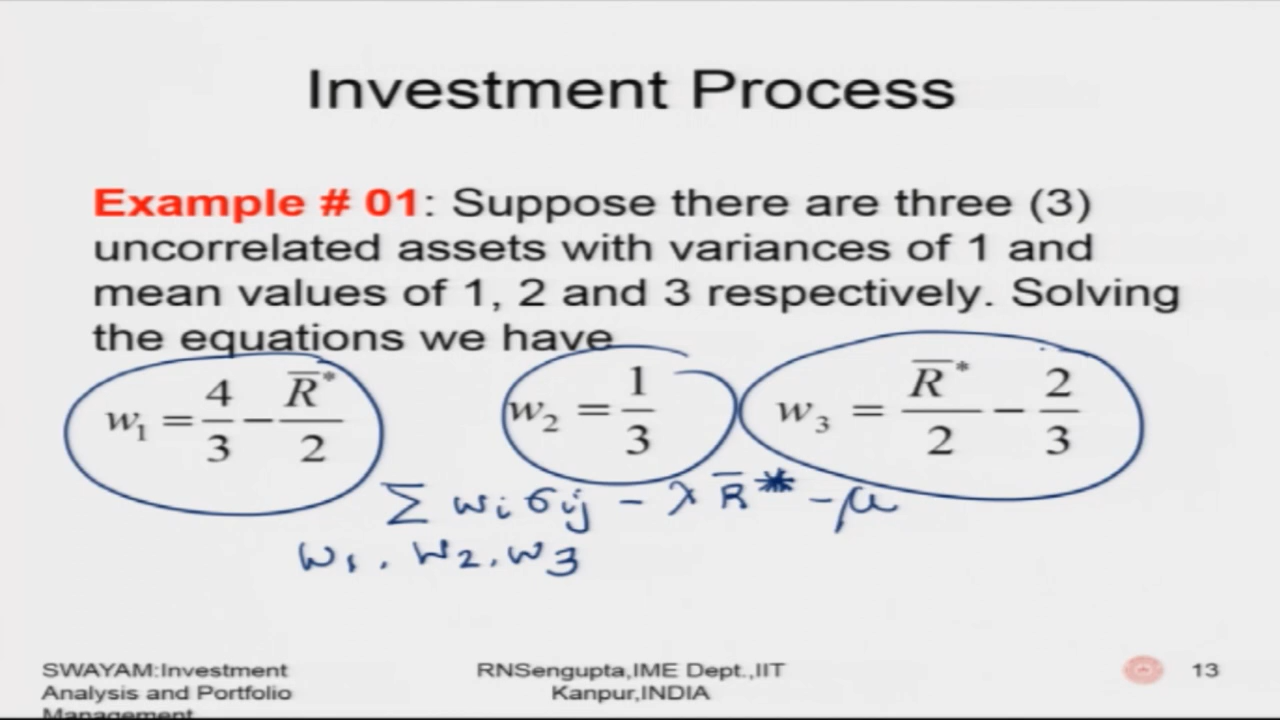 Investment Process
Example # 01: Suppose there are three (3)
uncorrelated assets with variances of 1 and
mean values of 1, 2 and 3 respectively. Solving
the equations we have
w₁ = 4/3 − R̄*/2    w₂ = 1/3    w₃ = R̄*/2 − 2/3
Σ wᵢ σᵢⱼ − λ R̄* − μ
w₁, w₂, w₃
SWAYAM:Investment
Analysis and Portfolio
Management
RNSengupta,IME Dept.,IIT
Kanpur,INDIA
13